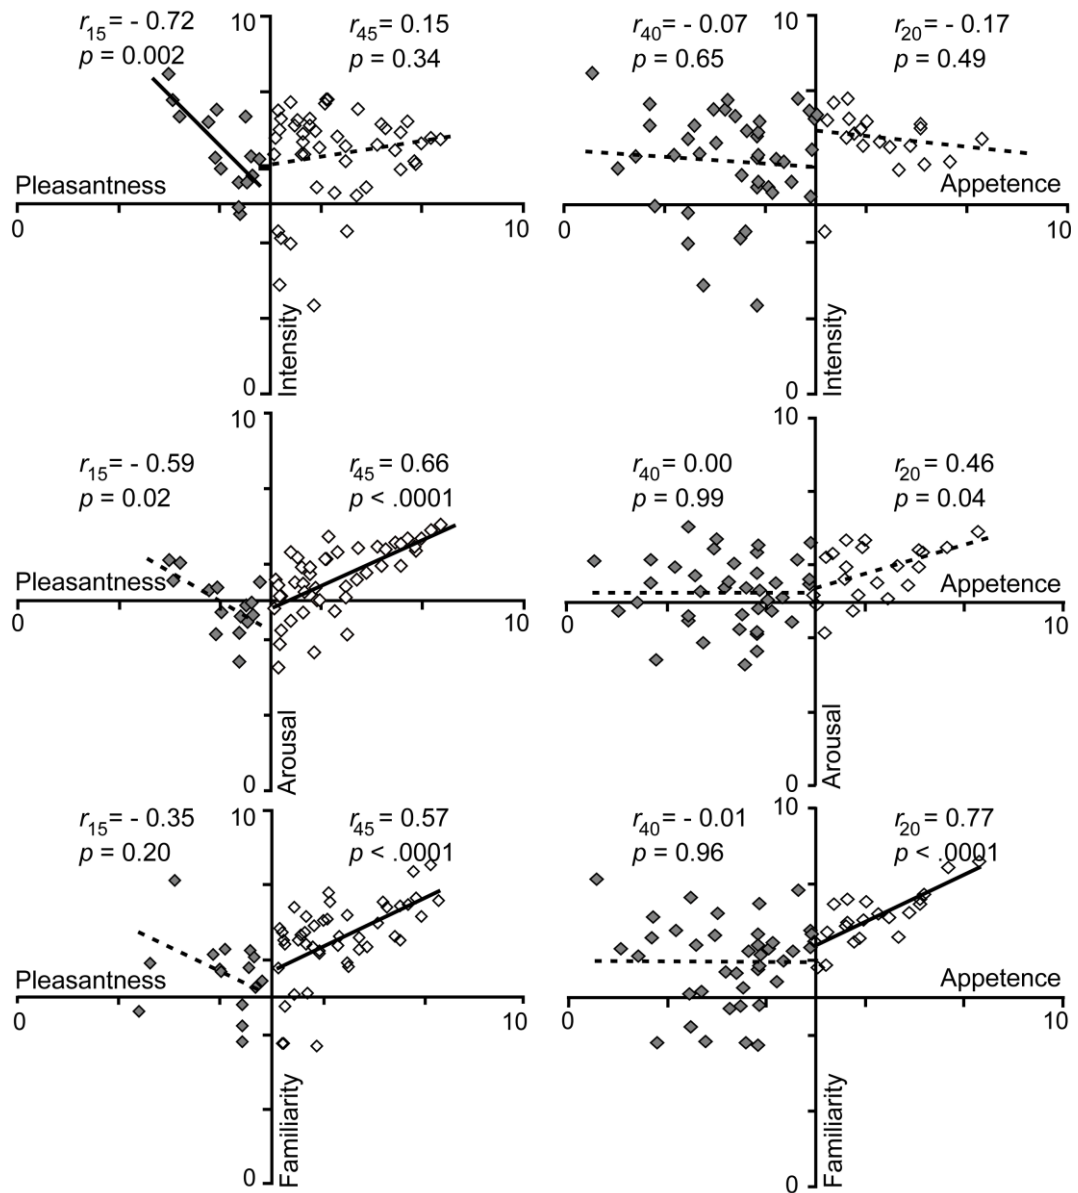 10
10
r15 = - 0.72
r45 = 0.15
r40 = - 0.07
r20 = - 0.17
p = 0.002
p = 0.34
p = 0.65
p = 0.49
Pleasantness
Appetence
0
10
0
10
Intensity
Intensity
0
0
10
10
r15 = - 0.59
r45 = 0.66
r40 = 0.00
r20 = 0.46
p = 0.02
p < .0001
p = 0.99
p = 0.04
Pleasantness
Appetence
0
10
0
10
Arousal
Arousal
0
0
10
10
r15 = - 0.35
r45 = 0.57
r40 = - 0.01
r20 = 0.77
p = 0.20
p < .0001
p = 0.96
p < .0001
Pleasantness
Appetence
0
10
0
10
Familiarity
Familiarity
0
0